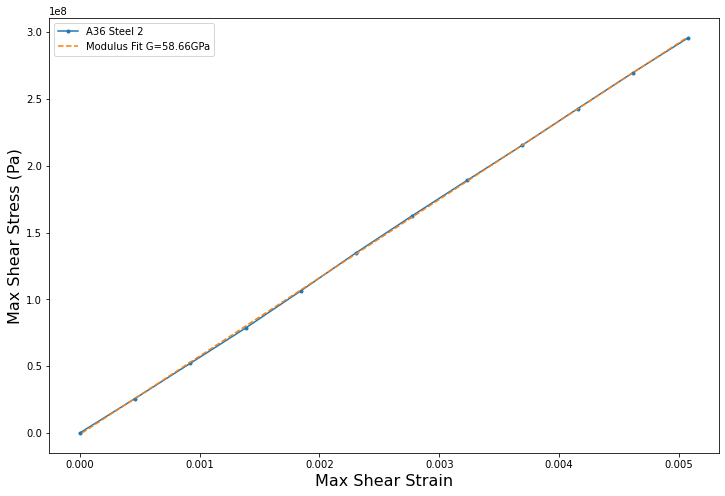 1e8
A36 Steel 2
Modulus Fit G=58.66GPa
3.0
2.5
2.0
1.5
1.0
0.5
0.0
Max Shear Stress (Pa)
0.000 0.001 0.002 0.003 0.004 0.005
Max Shear Strain